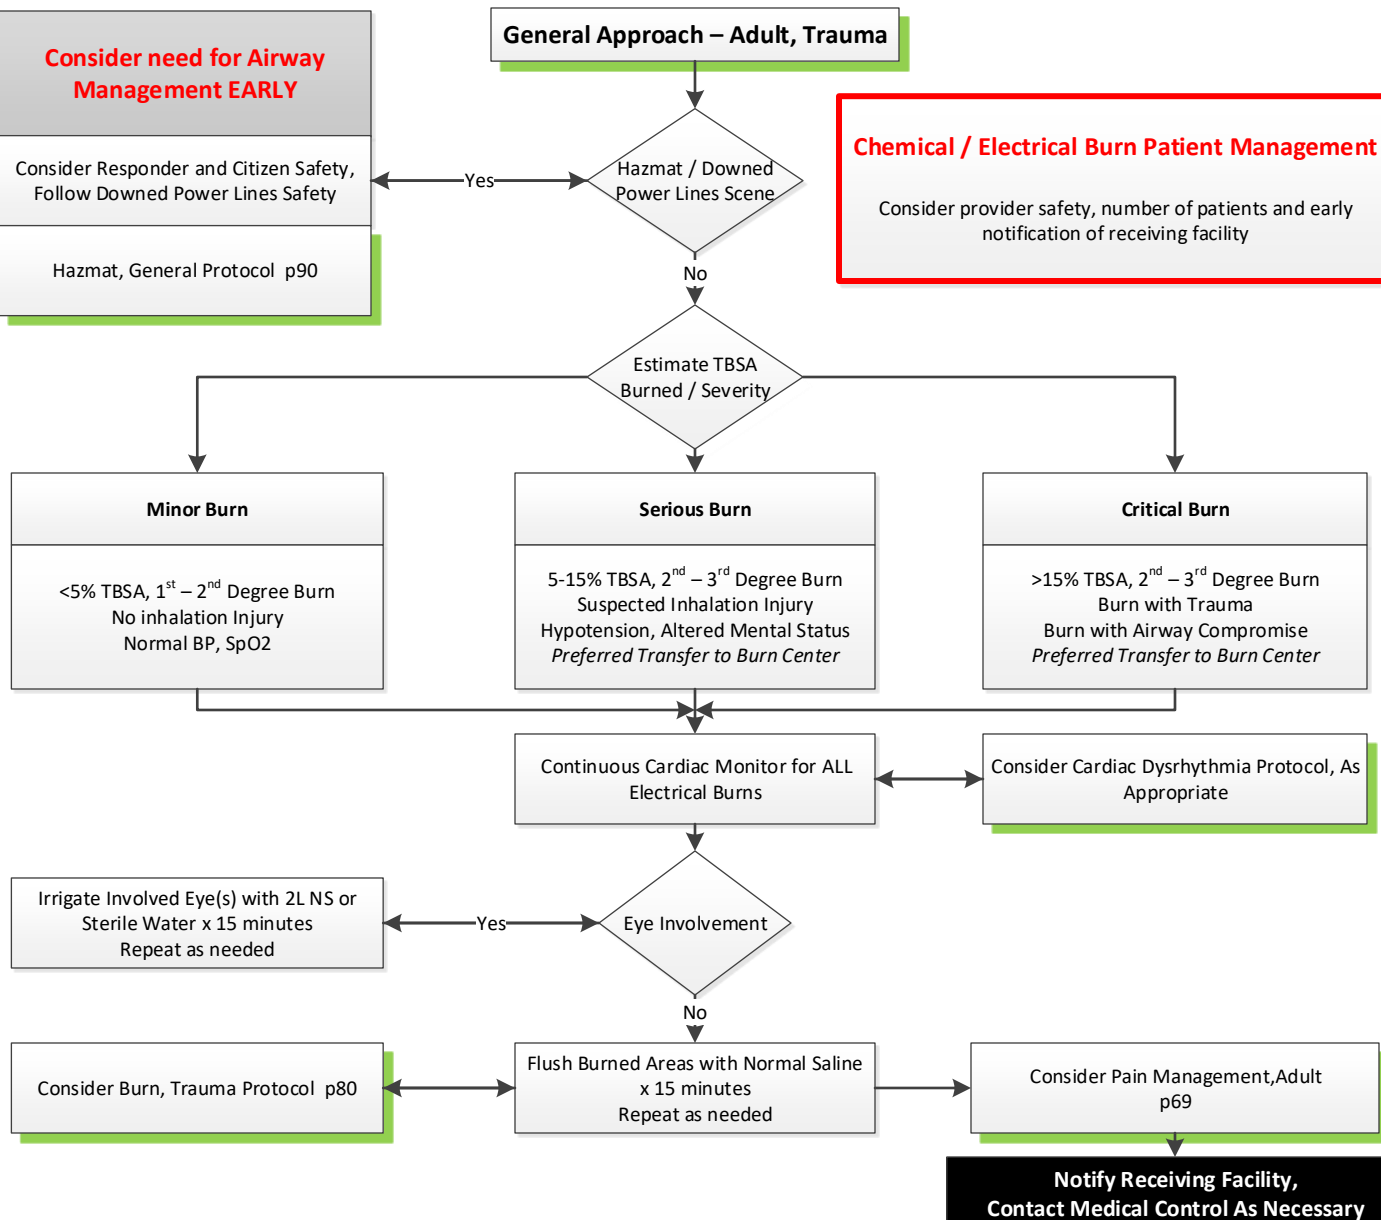 General Approach – Adult, Trauma
Consider need for Airway
Management EARLY
Consider Responder and Citizen Safety,
Follow Downed Power Lines Safety
Hazmat, General Protocol  p90
Yes
Hazmat / Downed
Power Lines Scene
Chemical / Electrical Burn Patient Management
Consider provider safety, number of patients and early
notification of receiving facility
No
Estimate TBSA
Burned / Severity
Minor Burn
<5% TBSA, 1st – 2nd Degree Burn
No inhalation Injury
Normal BP, SpO2
Serious Burn
5-15% TBSA, 2nd – 3rd Degree Burn
Suspected Inhalation Injury
Hypotension, Altered Mental Status
Preferred Transfer to Burn Center
Critical Burn
>15% TBSA, 2nd – 3rd Degree Burn
Burn with Trauma
Burn with Airway Compromise
Preferred Transfer to Burn Center
Continuous Cardiac Monitor for ALL
Electrical Burns
Consider Cardiac Dysrhythmia Protocol, As
Appropriate
Irrigate Involved Eye(s) with 2L NS or
Sterile Water x 15 minutes
Repeat as needed
Yes
Eye Involvement
No
Consider Burn, Trauma Protocol  p80
Flush Burned Areas with Normal Saline
x 15 minutes
Repeat as needed
Consider Pain Management,Adult
p69
Notify Receiving Facility,
Contact Medical Control As Necessary